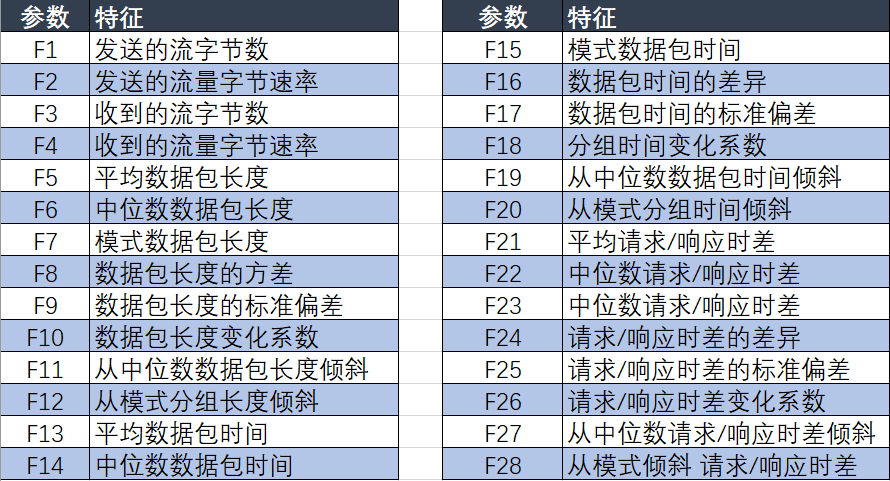 参数 特征
F1 发送的流字节数
F2 发送的流量字节速率
F3 收到的流字节数
F4 收到的流量字节速率
F5 平均数据包长度
F6 中位数数据包长度
F7 模式数据包长度
F8 数据包长度的方差
F9 数据包长度的标准偏差
F10 数据包长度变化系数
F11 从中位数数据包长度倾斜
F12 从模式分组长度倾斜
F13 平均数据包时间
F14 中位数数据包时间
参数 特征
F15 模式数据包时间
F16 数据包时间的差异
F17 数据包时间的标准偏差
F18 分组时间变化系数
F19 从中位数数据包时间倾斜
F20 从模式分组时间倾斜
F21 平均请求/响应时差
F22 中位数请求/响应时差
F23 中位数请求/响应时差
F24 请求/响应时差的差异
F25 请求/响应时差的标准偏差
F26 请求/响应时差变化系数
F27 从中位数请求/响应时差倾斜
F28 从模式倾斜 请求/响应时差